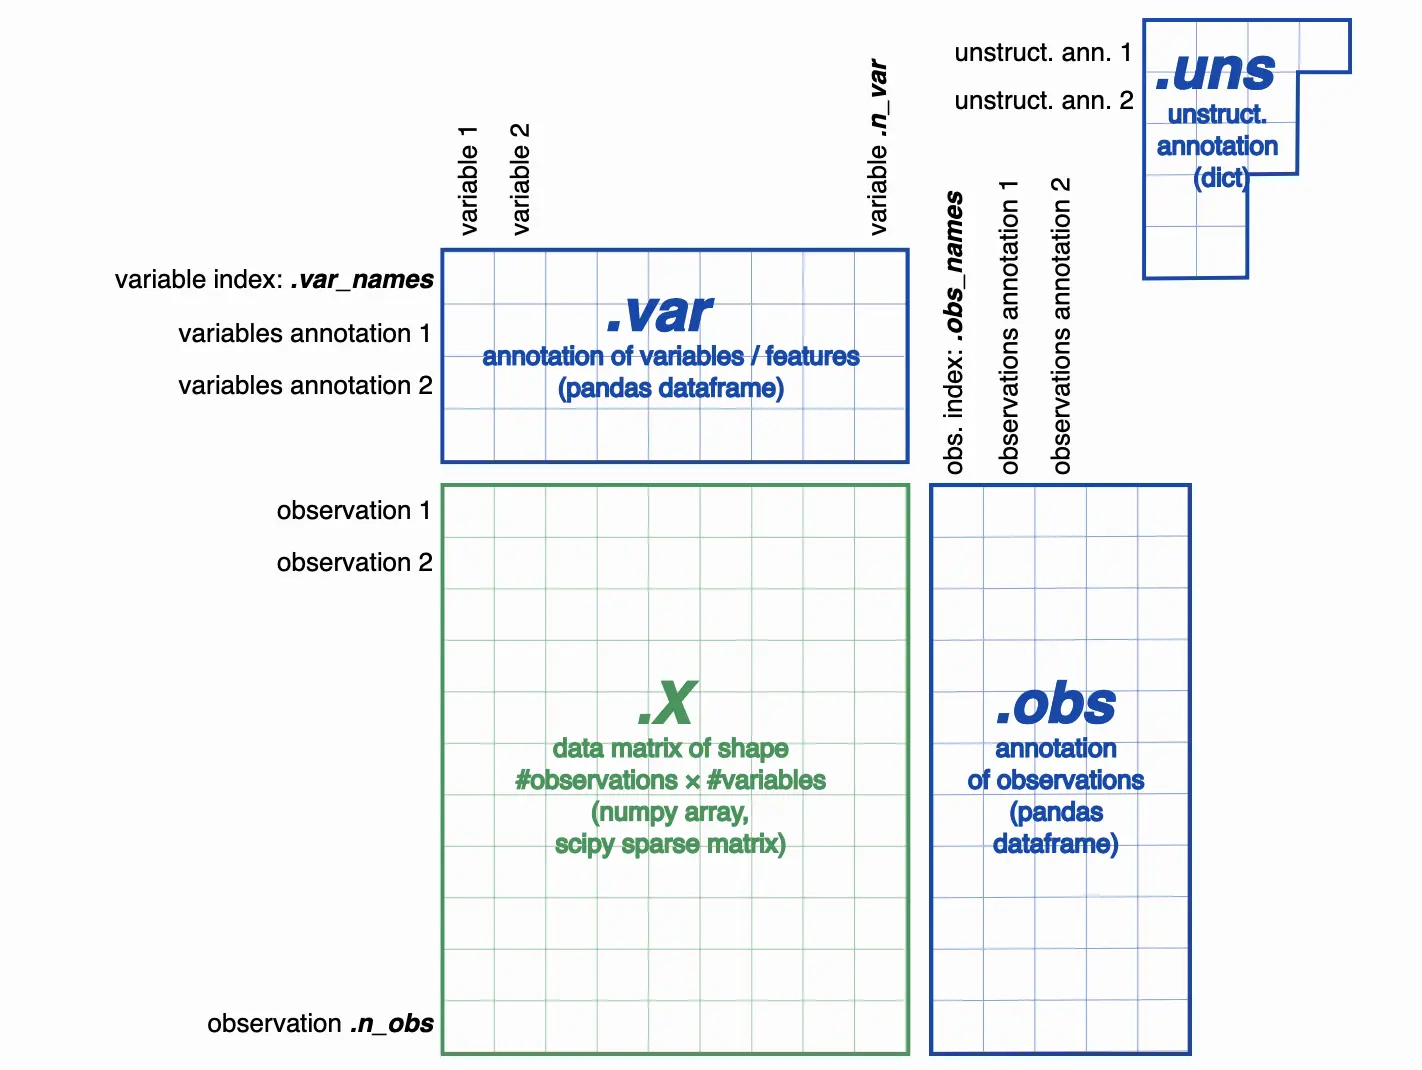 unstruct. ann. 1
unstruct. ann. 2
.uns
unstruct.
annotation
(dict)
variable 1
variable 2
variable .n_var
obs. index: .obs_names
observations annotation 1
observations annotation 2
variable index: .var_names
variables annotation 1
variables annotation 2
.var
annotation of variables / features
(pandas dataframe)
observation 1
observation 2
observation .n_obs
.X
data matrix of shape
#observations × #variables
(numpy array,
scipy sparse matrix)
.obs
annotation
of observations
(pandas
dataframe)